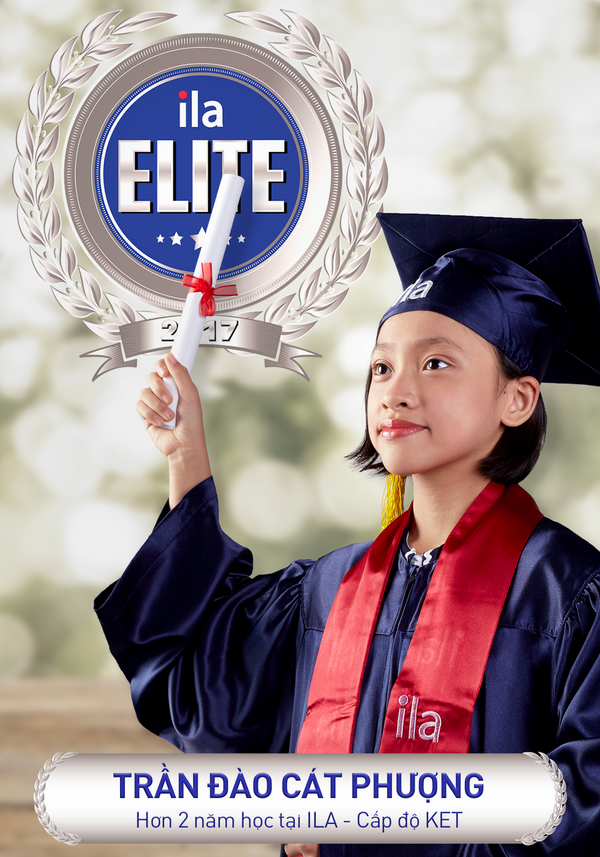 ila
ELITE
2017
ila
ila
TRẦN ĐÀO CÁT PHƯỢNG
Hơn 2 năm học tại ILA - Cấp độ KET